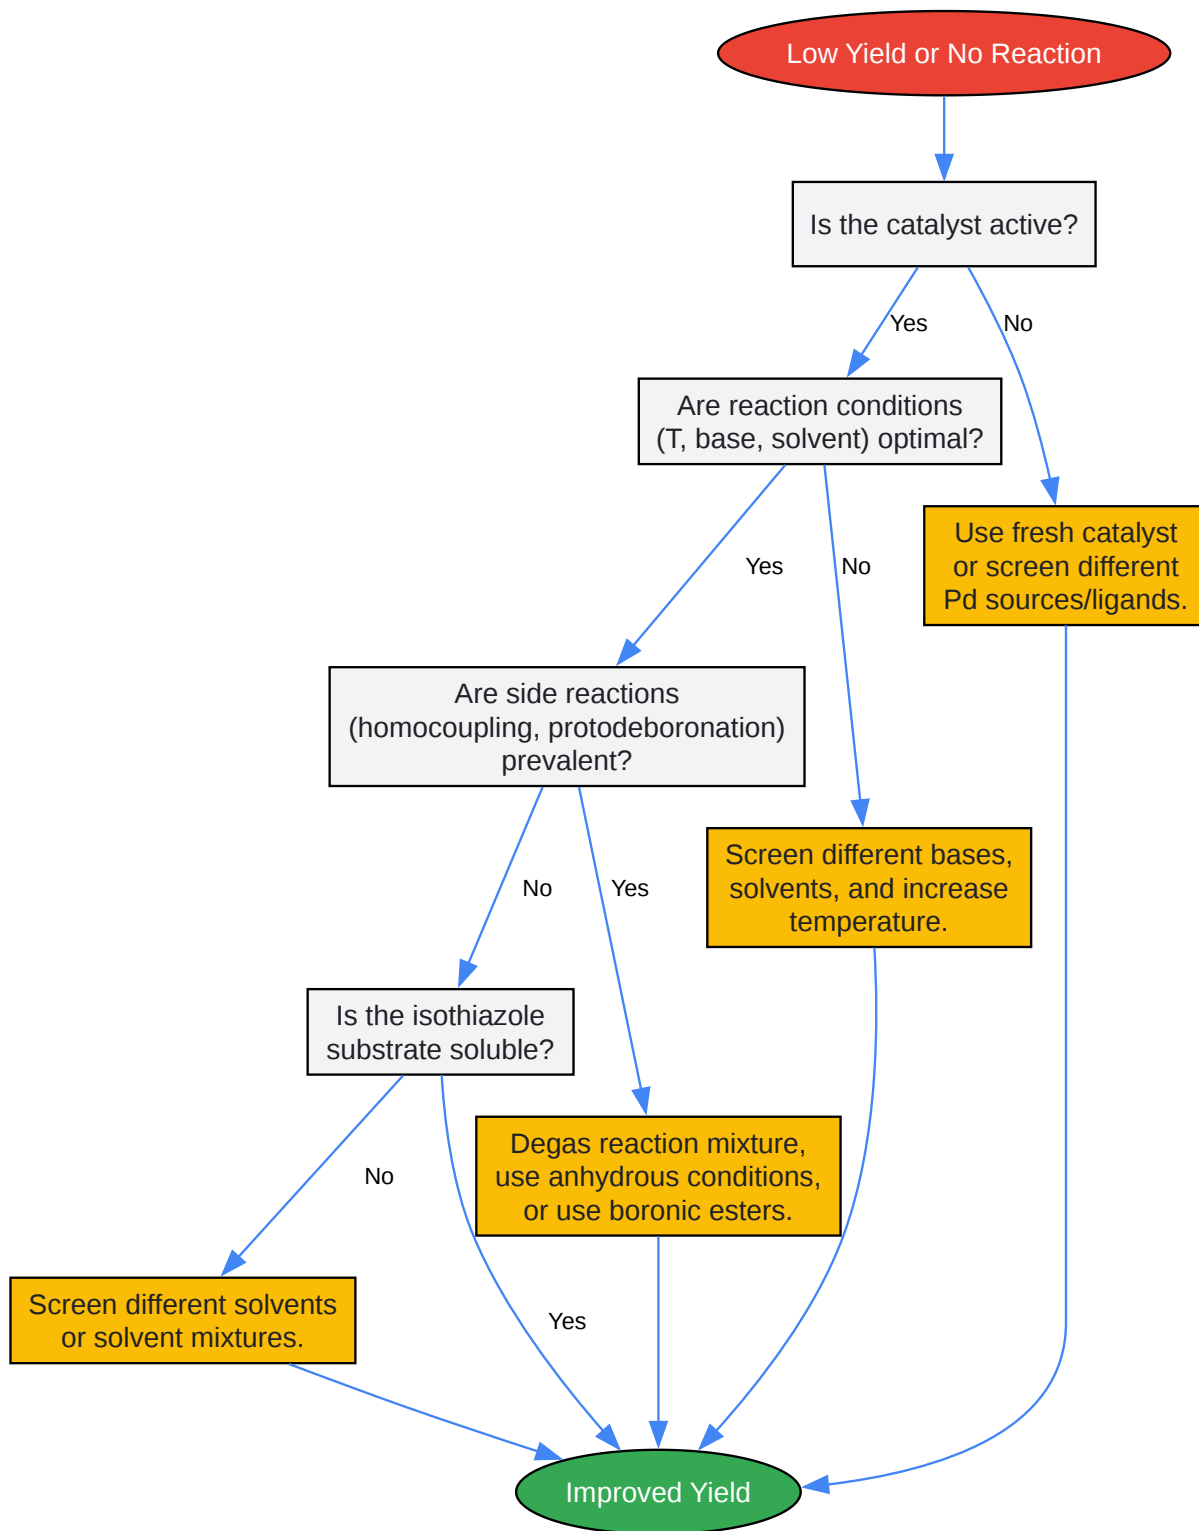 Low Yield or No Reaction
Is the catalyst active?
Yes
No
Are reaction conditions
(T, base, solvent) optimal?
Use fresh catalyst
or screen different
Pd sources/ligands.
Yes
No
Are side reactions
(homocoupling, protodeboronation)
prevalent?
Screen different bases,
solvents, and increase
temperature.
No
Yes
Is the isothiazole
substrate soluble?
Degas reaction mixture,
use anhydrous conditions,
or use boronic esters.
No
Yes
Screen different solvents
or solvent mixtures.
Improved Yield